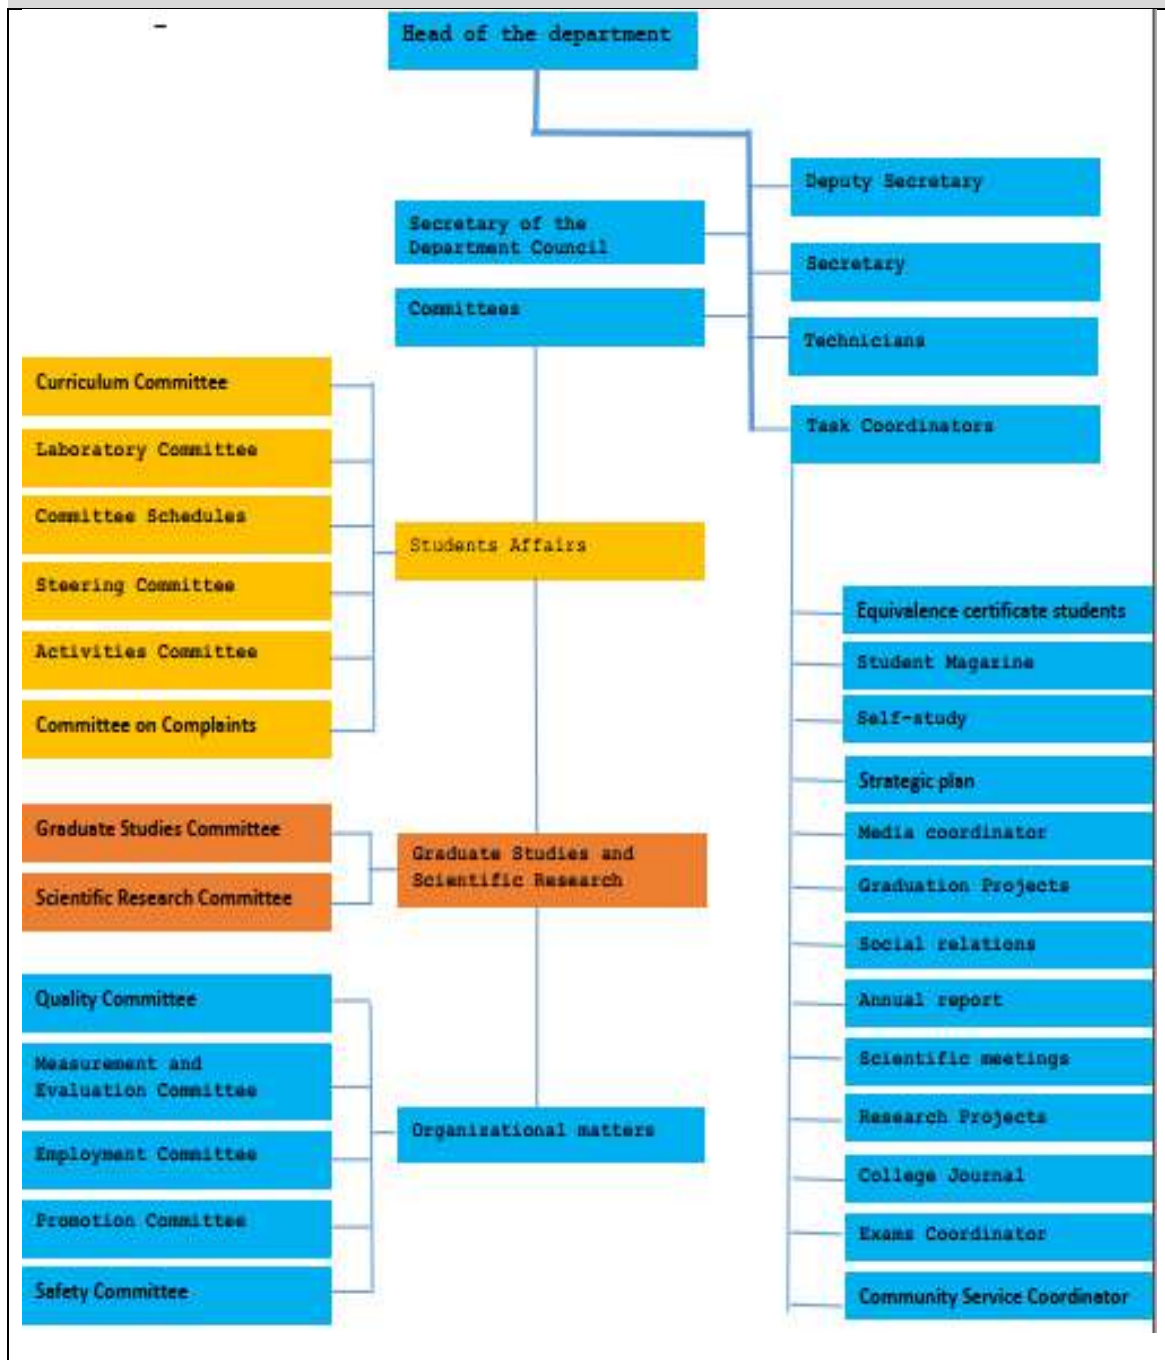 –
Head of the department
Deputy Secretary
Secretary of the
Department Council
Secretary
Committees
Technicians
Task Coordinators
Curriculum Committee
Laboratory Committee
Committee Schedules
Steering Committee
Activities Committee
Committee on Complaints
Students Affairs
Graduate Studies Committee
Scientific Research Committee
Graduate Studies and
Scientific Research
Quality Committee
Measurement and
Evaluation Committee
Employment Committee
Promotion Committee
Safety Committee
Organizational matters
Equivalence certificate students
Student Magazine
Self-study
Strategic plan
Media coordinator
Graduation Projects
Social relations
Annual report
Scientific meetings
Research Projects
College Journal
Exams Coordinator
Community Service Coordinator